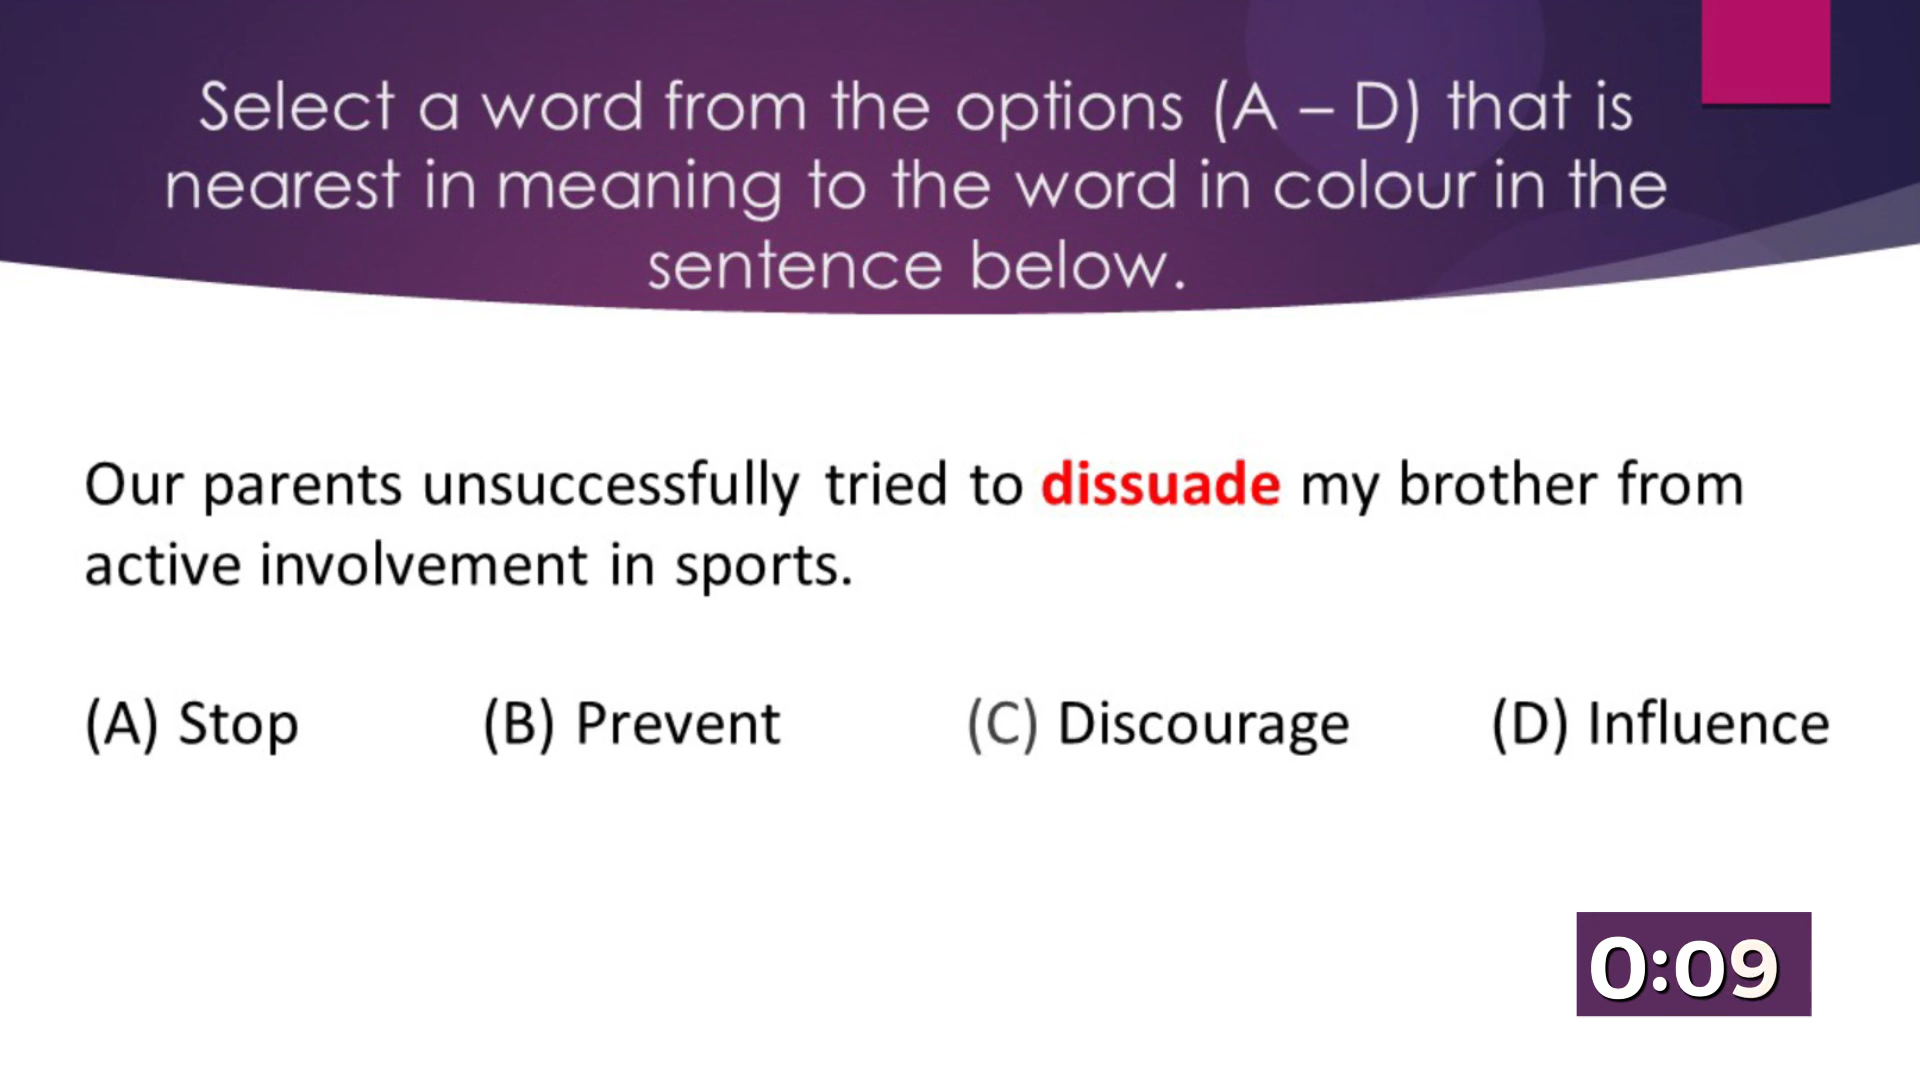 Select a word from the options (A – D) that is
nearest in meaning to the word in colour in the
sentence below.
Our parents unsuccessfully tried to dissuade my brother from
active involvement in sports.
(A) Stop (B) Prevent (C) Discourage (D) Influence
0:09